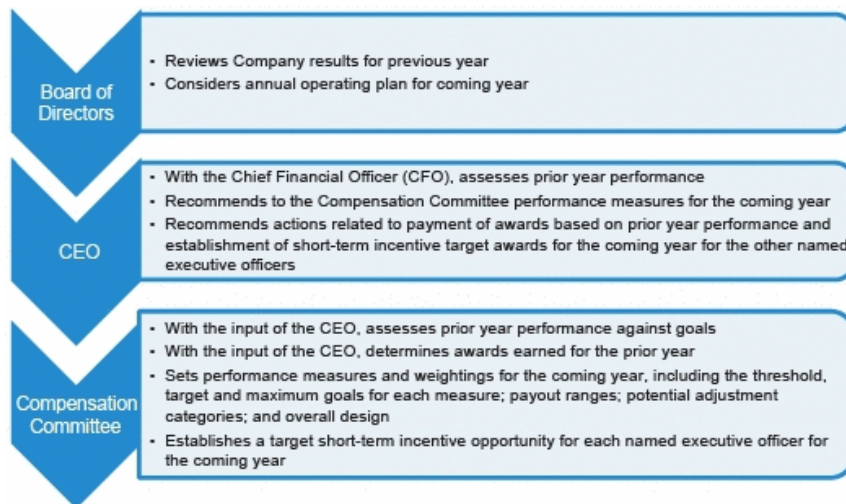 Board of
Directors
• Reviews Company results for previous year
• Considers annual operating plan for coming year
CEO
• With the Chief Financial Officer (CFO), assesses prior year performance
• Recommends to the Compensation Committee performance measures for the coming year
• Recommends actions related to payment of awards based on prior year performance and
establishment of short-term incentive target awards for the coming year for the other named
executive officers
Compensation
Committee
• With the input of the CEO, assesses prior year performance against goals
• With the input of the CEO, determines awards earned for the prior year
• Sets performance measures and weightings for the coming year, including the threshold,
target and maximum goals for each measure; payout ranges; potential adjustment
categories; and overall design
• Establishes a target short-term incentive opportunity for each named executive officer for
the coming year